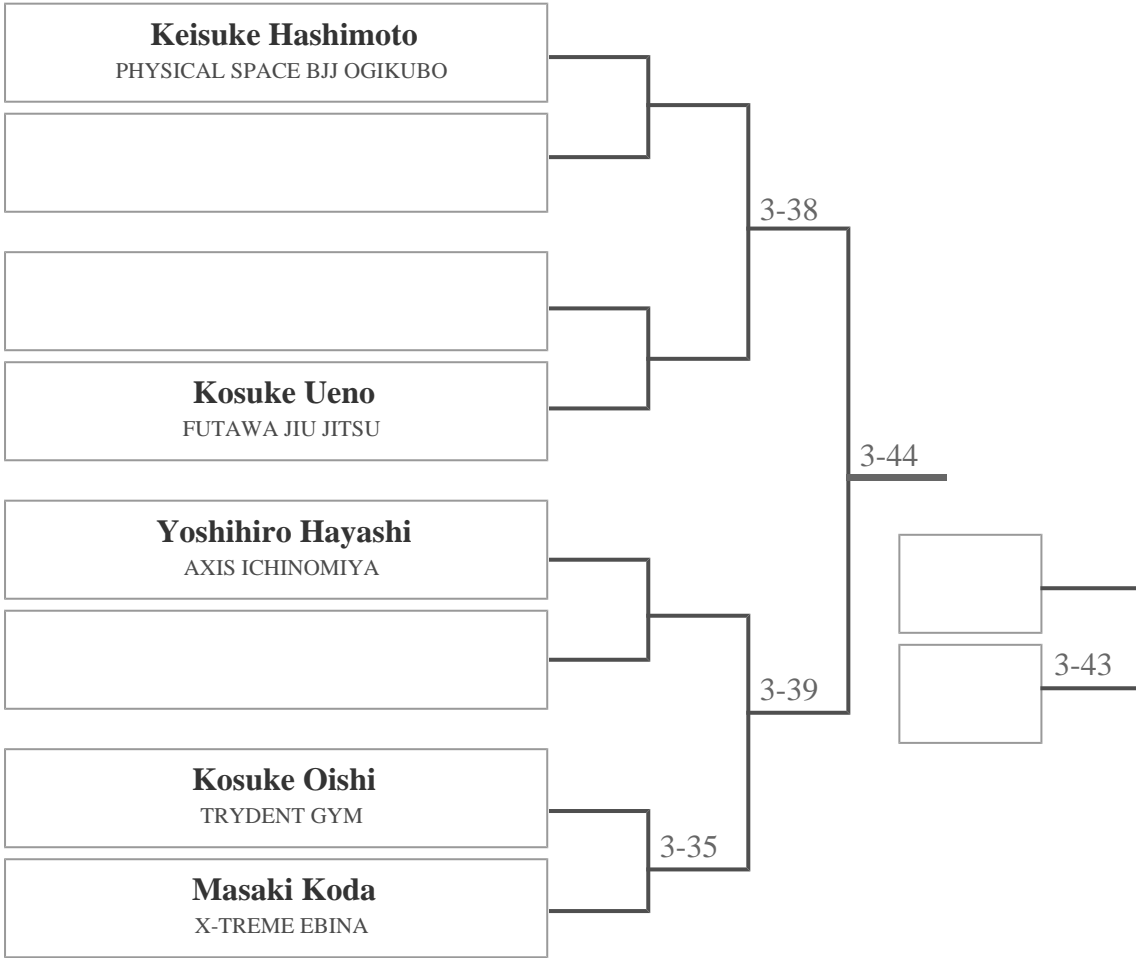 Keisuke Hashimoto
PHYSICAL SPACE BJJ OGIKUBO
3-38
Kosuke Ueno
FUTAWA JIU JITSU
3-44
Yoshihiro Hayashi
AXIS ICHINOMIYA
3-43
3-39
Kosuke Oishi
TRYDENT GYM
3-35
Masaki Koda
X-TREME EBINA